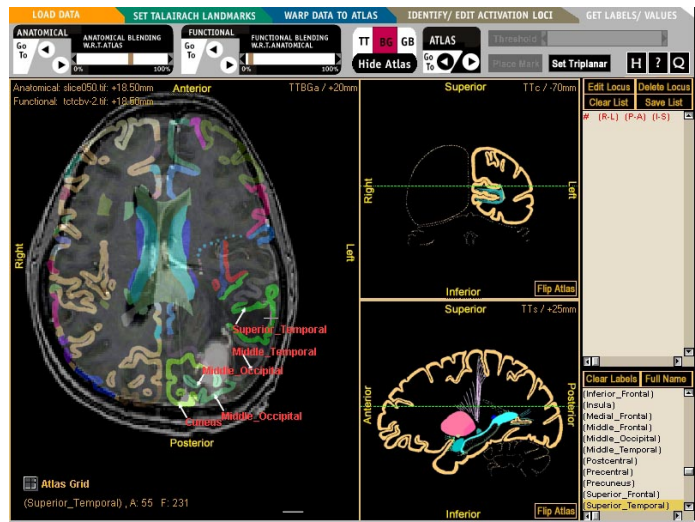 LOAD DATA
SET TALAIRACH LANDMARKS
WARP DATA TO ATLAS
IDENTIFY/ EDIT ACTIVATION LOCI
GET LABELS/ VALUES
ANATOMICAL
Go To
ANATOMICAL BLENDING
W.R.T.ATLAS
0%
100%
FUNCTIONAL
Go To
FUNCTIONAL BLENDING
W.R.T.ANATOMICAL
0%
100%
TT BG GB
Hide Atlas
ATLAS
Go To
Threshold
Place Mark
Set Triplanar
H ? Q
Anatomical: slice050.tif: +18.50mm
Functional: tctcbv-2.tif: +18.50mm
Anterior
TTBGa / +20mm
Right
Left
Superior_Temporal
Middle_Temporal
Middle_Occipital
Middle_Occipital
Cuneus
Posterior
Atlas Grid
(Superior_Temporal) , A: 55 F: 231
Superior
TTc / -70mm
Right
Left
Inferior
Flip Atlas
Superior
TTs / +25mm
Anterior
Posterior
Inferior
Flip Atlas
Edit Locus
Delete Locus
Clear List
Save List
# (R-L) (P-A) (I-S)
Clear Labels
Full Name
(Inferior_Frontal)
(Insula)
(Medial_Frontal)
(Middle_Frontal)
(Middle_Occipital)
(Middle_Temporal)
(Postcentral)
(Precentral)
(Precuneus)
(Superior_Frontal)
(Superior_Temporal)